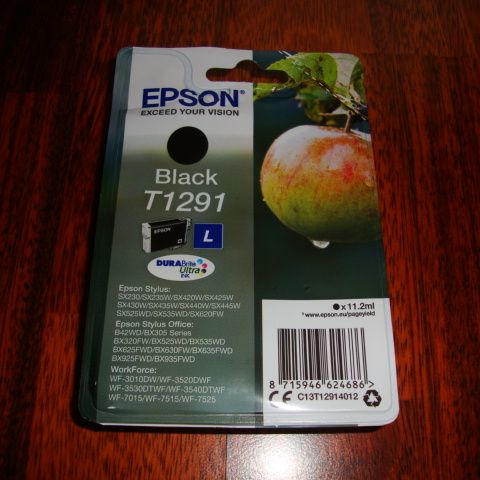 EPSON®
EXCEED YOUR VISION
Black
T1291
EPSON
L
DURABrite
Ultra
INK
Epson Stylus:
SX230/SX235W/SX420W/SX425W
SX430W/SX435W/SX440W/SX445W
SX525WD/SX535WD/SX620FW
Epson Stylus Office:
B42WD/BX305 Series
BX320FW/BX525WD/BX535WD
BX625FWD/BX630FW/BX635FWD
BX925FWD/BX935FWD
WorkForce:
WF-3010DW/WF-3520DWF
WF-3530DTWF/WF-3540DTWF
WF-7015/WF-7515/WF-7525
x 11.2ml
www.epson.eu/pageyield
8 715946 624686 >
CE C13T12914012